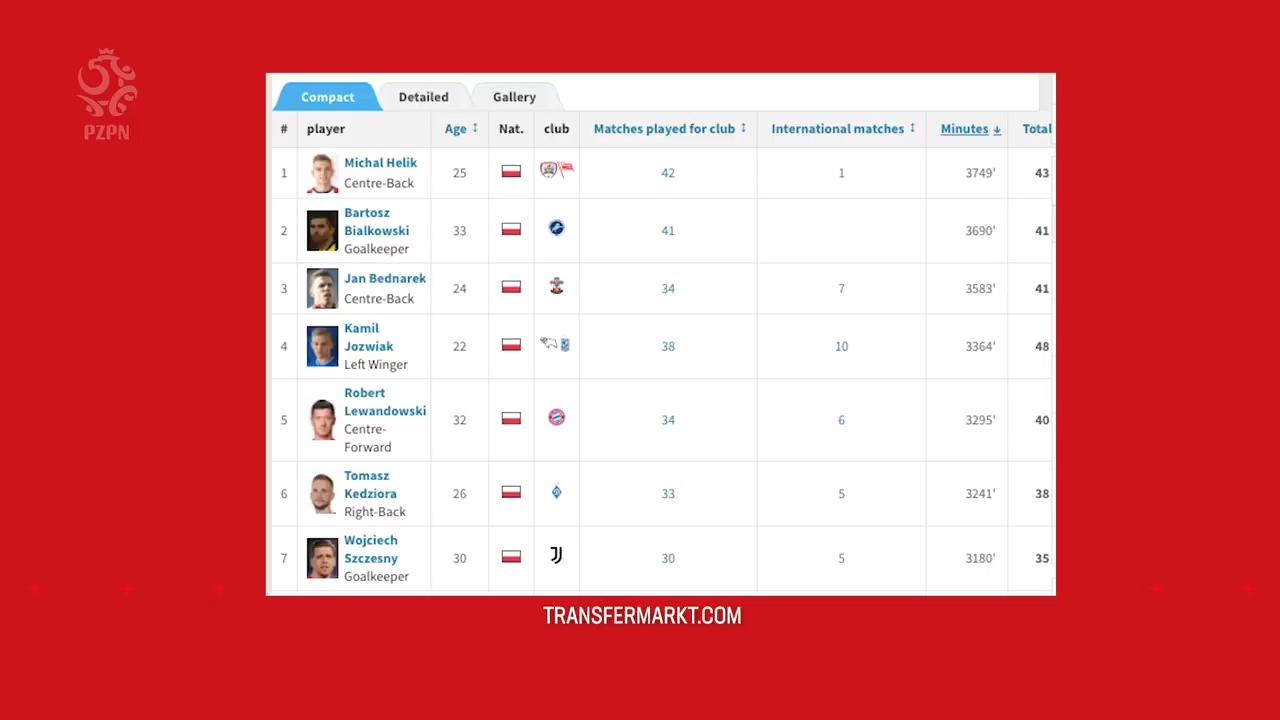 PZPN
Compact Detailed Gallery
# player Age Nat. club Matches played for club International matches Minutes Total
1 Michal Helik 25 42 1 3749' 43
Centre-Back
2 Bartosz Bialkowski 33 41 3690' 41
Goalkeeper
3 Jan Bednarek 24 34 7 3583' 41
Centre-Back
4 Kamil Jozwiak 22 38 10 3364' 48
Left Winger
5 Robert Lewandowski 32 34 6 3295' 40
Centre-
Forward
6 Tomasz Kedziora 26 33 5 3241' 38
Right-Back
7 Wojciech Szczesny 30 30 5 3180' 35
Goalkeeper
TRANSFERMARKT.COM